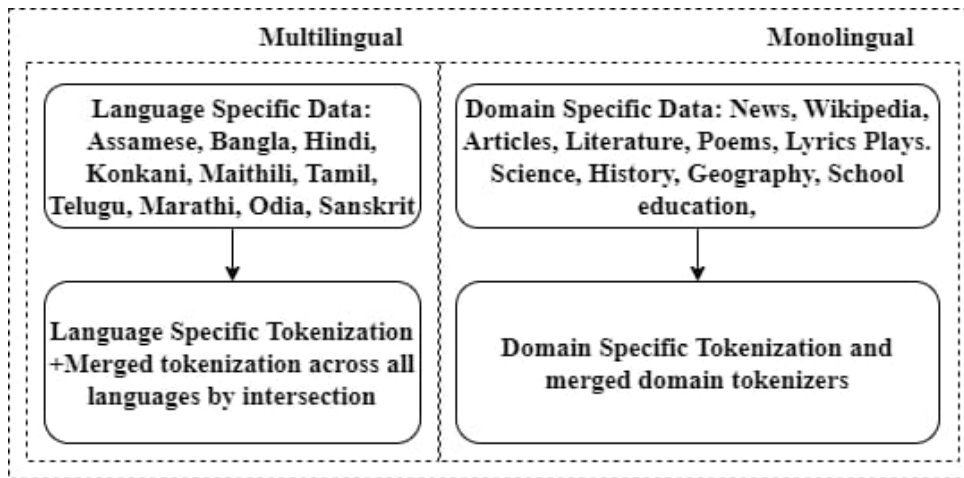 Multilingual
Monolingual
Language Specific Data:
Assamese, Bangla, Hindi,
Konkani, Maithili, Tamil,
Telugu, Marathi, Odia, Sanskrit
Domain Specific Data: News, Wikipedia,
Articles, Literature, Poems, Lyrics Plays.
Science, History, Geography, School
education,
Language Specific Tokenization
+Merged tokenization across all
languages by intersection
Domain Specific Tokenization and
merged domain tokenizers